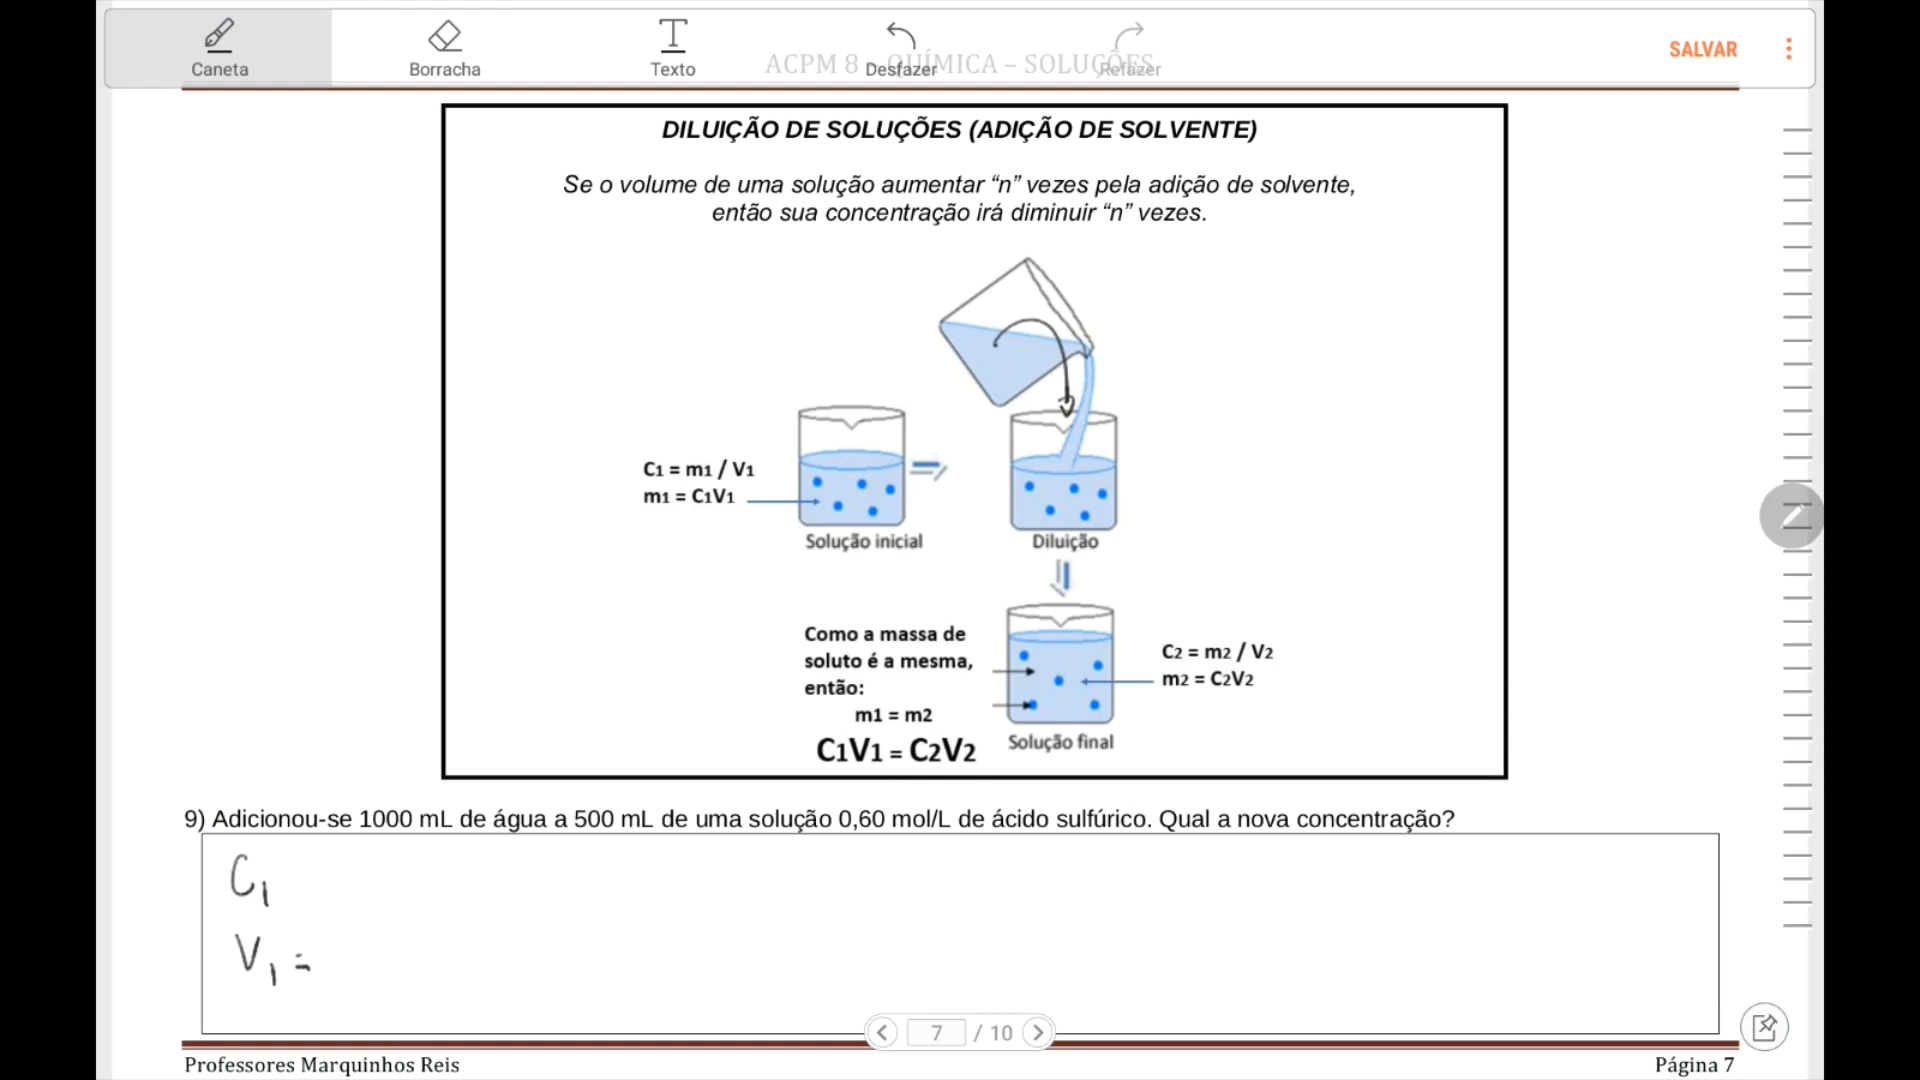 Caneta
Borracha
Texto
Desfazer
Refazer
SALVAR
ACPM 8 – QUÍMICA – SOLUÇÕES
DILUIÇÃO DE SOLUÇÕES (ADIÇÃO DE SOLVENTE)
Se o volume de uma solução aumentar “n” vezes pela adição de solvente,
então sua concentração irá diminuir “n” vezes.
C1 = m1 / V1
m1 = C1V1
Solução inicial
Diluição
Como a massa de
soluto é a mesma,
então:
m1 = m2
C1V1 = C2V2
C2 = m2 / V2
m2 = C2V2
Solução final
9) Adicionou-se 1000 mL de água a 500 mL de uma solução 0,60 mol/L de ácido sulfúrico. Qual a nova concentração?
C1
V1 =
7 / 10
Professores Marquinhos Reis
Página 7